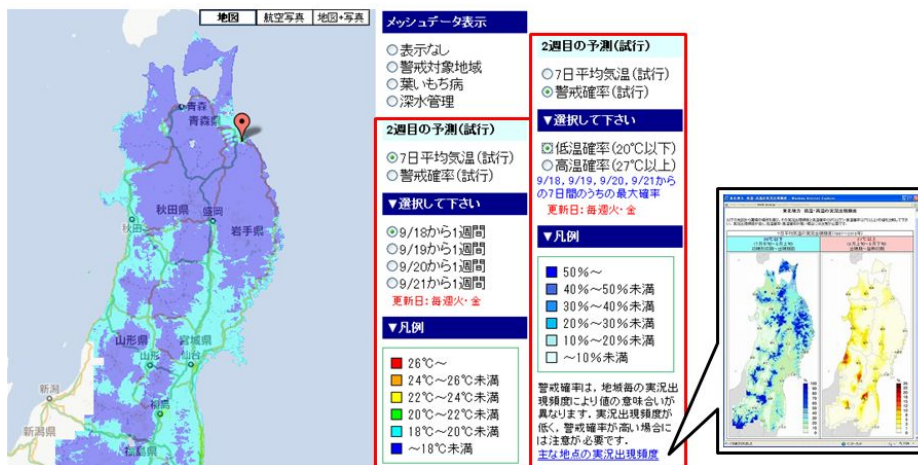 地図
航空写真
地図+写真
青森
青森県
秋田県
盛岡
秋田
岩手県
山形県
宮城県
山形
仙台
新潟
福島
新潟県
福島県
メッシュデータ表示
表示なし
警戒対象地域
葉いもち病
深水管理
2週目の予測(試行)
7日平均気温(試行)
警戒確率(試行)
▼選択して下さい
9/18から1週間
9/19から1週間
9/20から1週間
9/21から1週間
更新日:毎週火・金
▼凡例
26℃～
24℃～26℃未満
22℃～24℃未満
20℃～22℃未満
18℃～20℃未満
～18℃未満
2週目の予測(試行)
7日平均気温(試行)
警戒確率(試行)
▼選択して下さい
低温確率(20℃以下)
高温確率(27℃以上)
9/18, 9/19, 9/20, 9/21から
の7日間のうちの最大確率
更新日:毎週火・金
▼凡例
50%～
40%～50%未満
30%～40%未満
20%～30%未満
10%～20%未満
～10%未満
警戒確率は、地域毎の実況出
現頻度により値の意味合いが
異なります。実況出現頻度が
低く、警戒確率が高い場合に
は注意が必要です。
主な地点の実況出現頻度